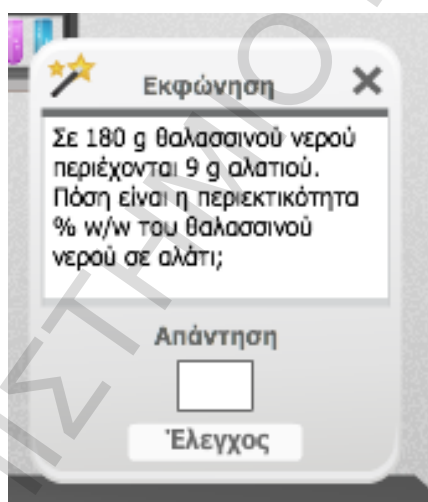 Εκφώνηση
Σε 180 g θαλασσινού νερού
περιέχονται 9 g αλατιού.
Πόση είναι η περιεκτικότητα
% w/w του θαλασσινού
νερού σε αλάτι;
Απάντηση
Έλεγχος